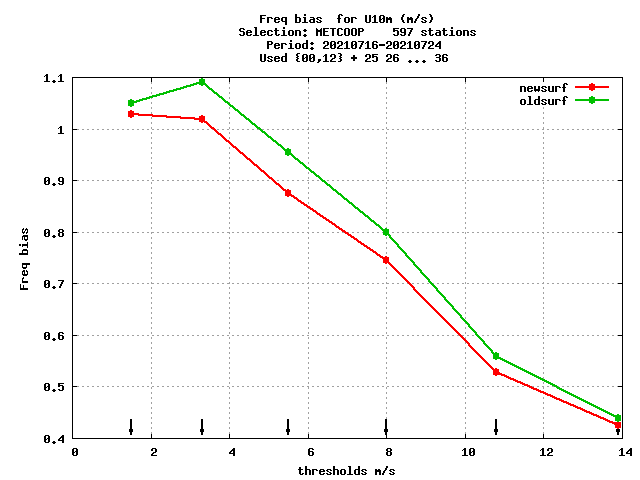 Freq bias  for U10m (m/s)
Selection: METCOOP    597 stations
Period: 20210716-20210724
Used {00,12} + 25 26 ... 36
newsurf
oldsurf
1.1
1
0.9
0.8
0.7
0.6
0.5
0.4
Freq bias
0 2 4 6 8 10 12 14
thresholds m/s